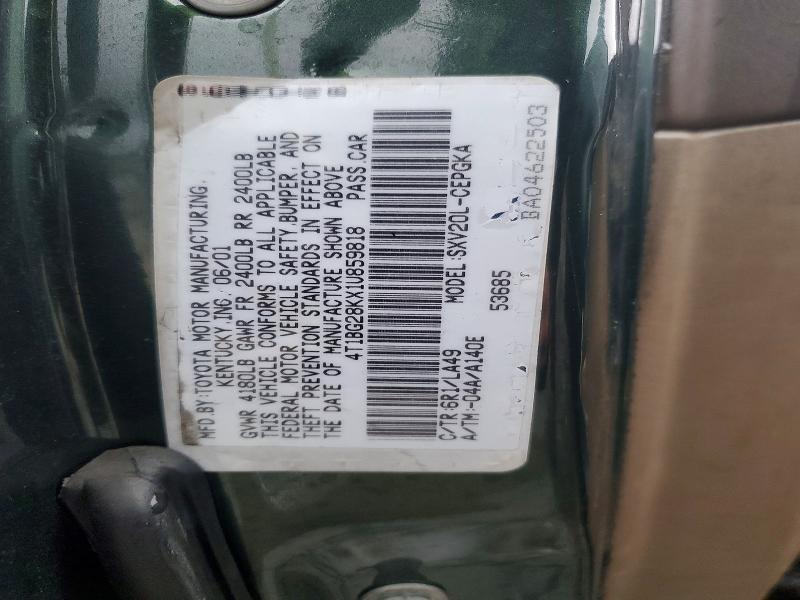 MFD.BY:TOYOTA MOTOR MANUFACTURING,
KENTUCKY,INC. 06/01
GVWR 4180LB GAWR FR 2400LB RR 2400LB
THIS VEHICLE CONFORMS TO ALL APPLICABLE
FEDERAL MOTOR VEHICLE SAFETY,BUMPER, AND
THEFT PREVENTION STANDARDS IN EFFECT ON
THE DATE OF MANUFACTURE SHOWN ABOVE
4T1BG28KX1U859818 PASS.CAR
MODEL:SXV20L-CEPGKA
C/TR:6R1/LA49
A/TM:-04A/A140E
53685
BA04622503